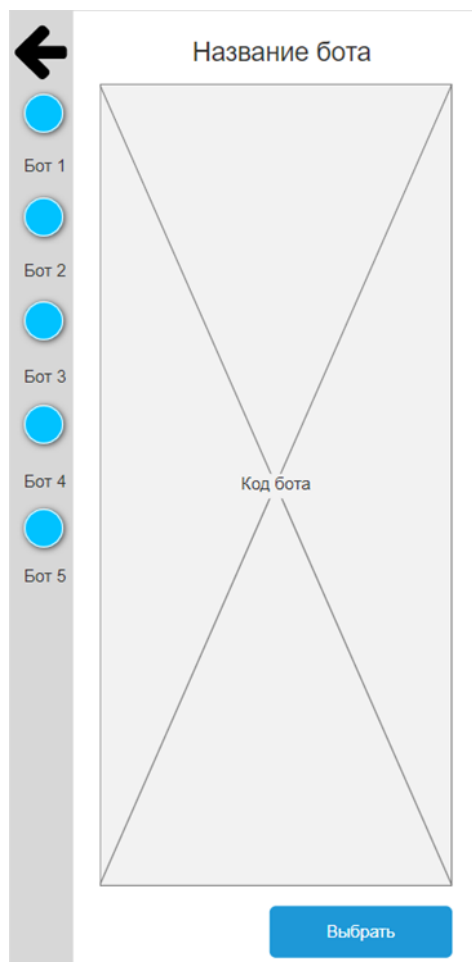 Название бота
Бот 1
Бот 2
Бот 3
Бот 4
Бот 5
Код бота
Выбрать